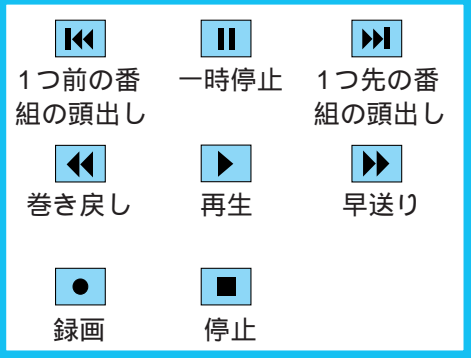 1つ前の番
組の頭出し
一時停止
1つ先の番
組の頭出し
巻き戻し
再生
早送り
録画
停止